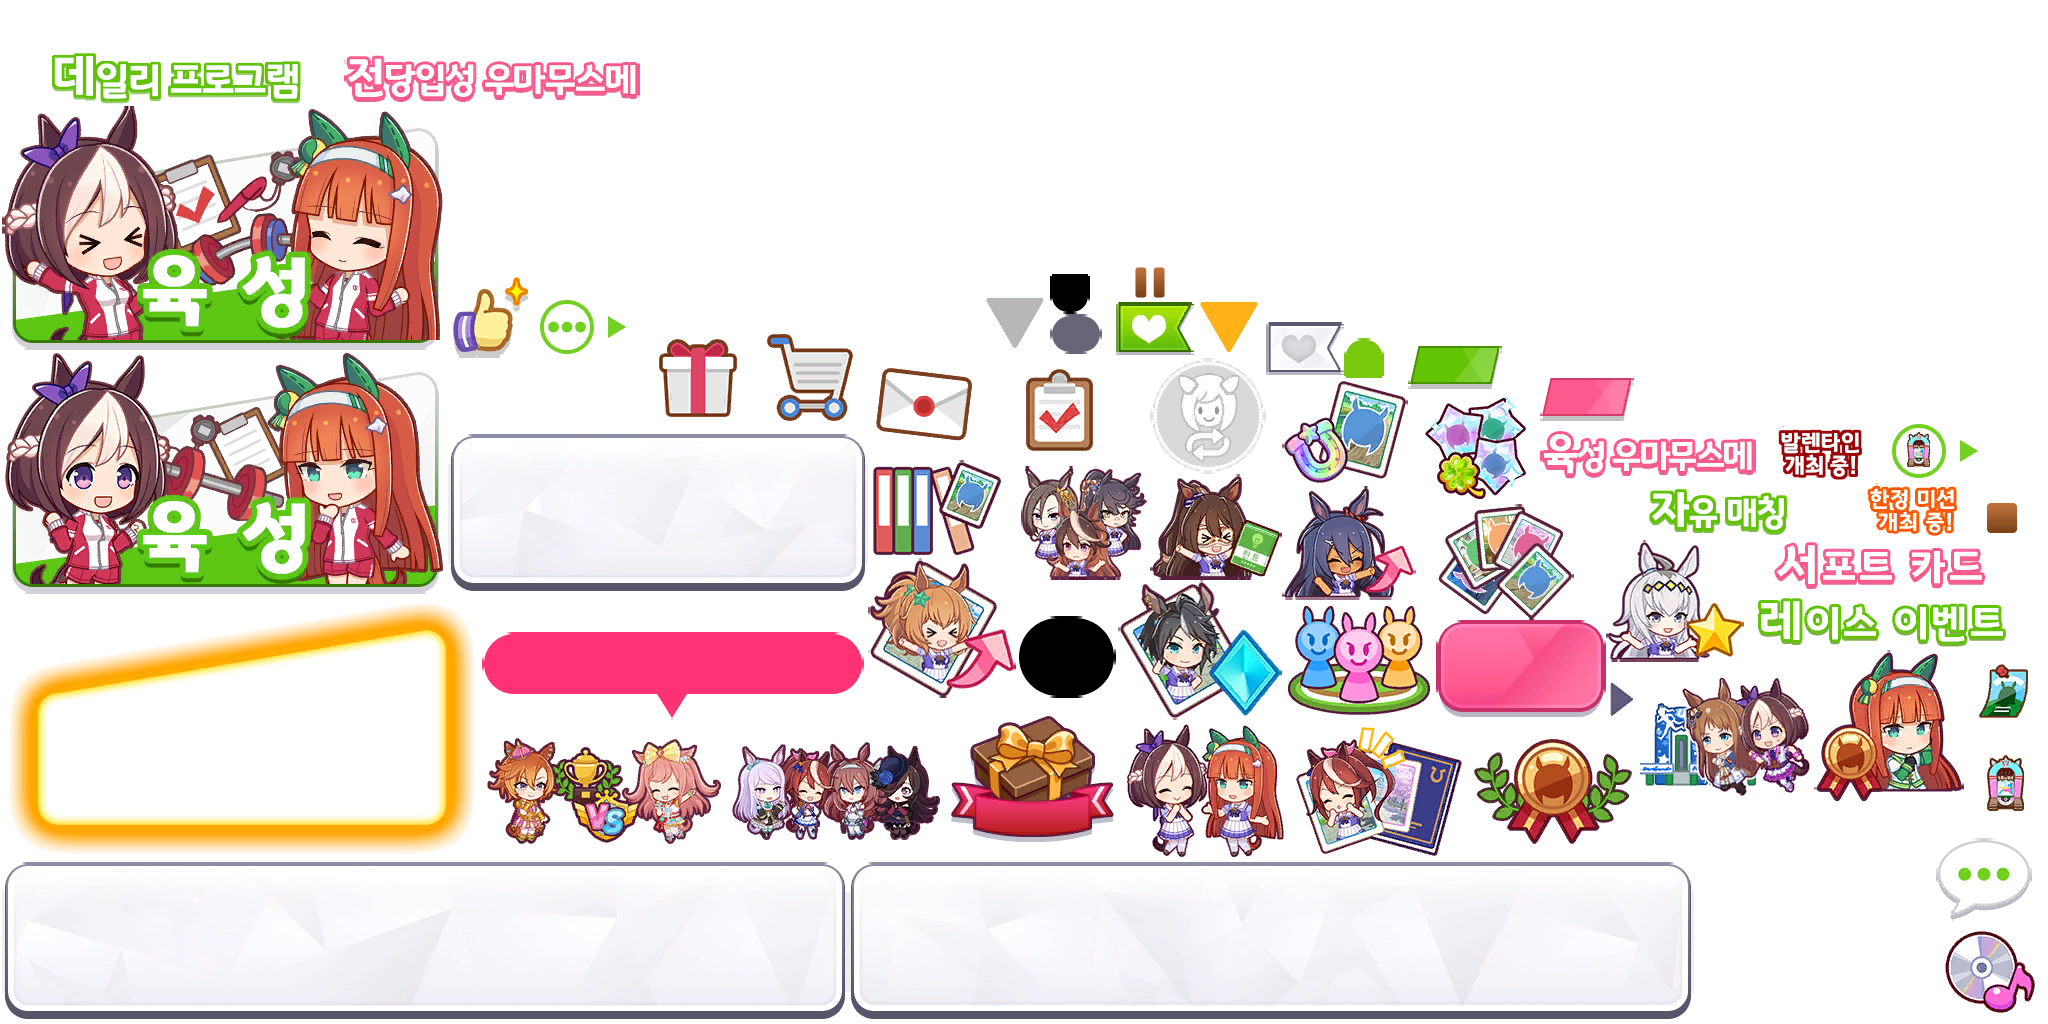 데일리 프로그램
전당입성 우마무스메
육성
육성
VS
육성 우마무스메
발렌타인
개최 중!
자유 매칭
한정 미션
개최 중!
서포트 카드
레이스 이벤트